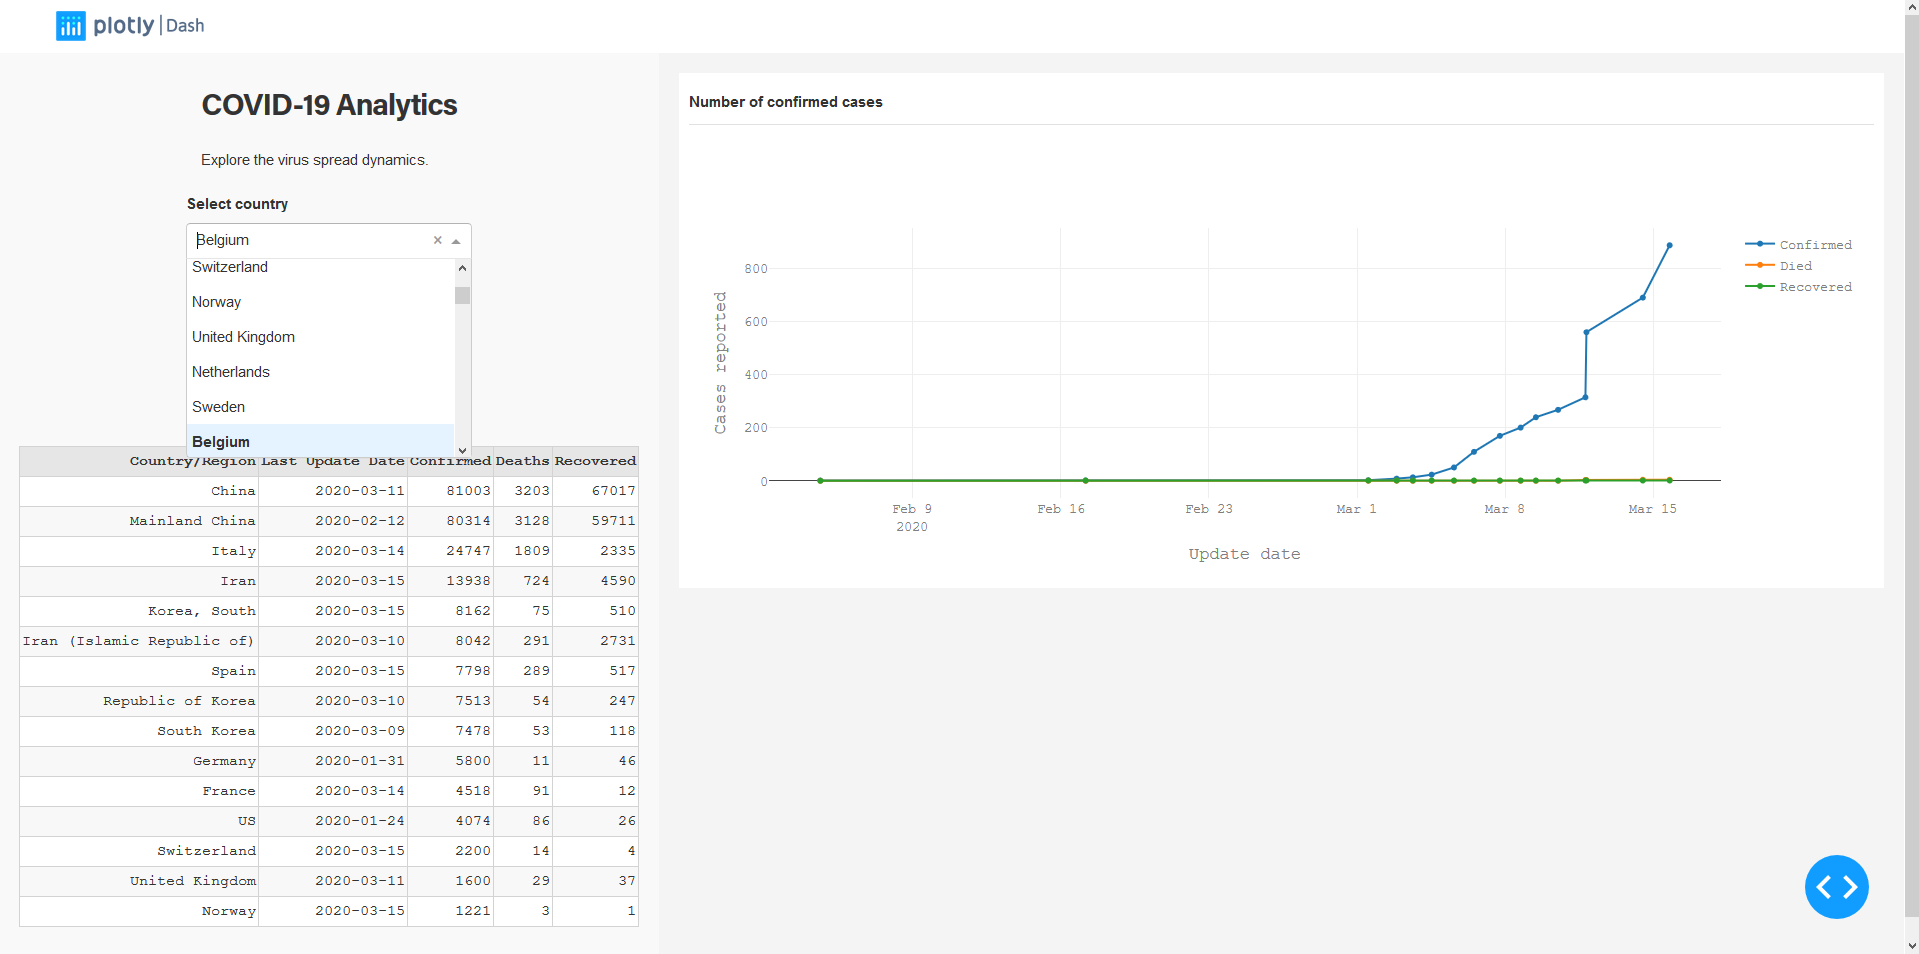 plotly | Dash
COVID-19 Analytics
Explore the virus spread dynamics.
Select country
Belgium
Switzerland
Norway
United Kingdom
Netherlands
Sweden
Belgium
Country/Region Last Update Date Confirmed Deaths Recovered
China 2020-03-11 81003 3203 67017
Mainland China 2020-02-12 80314 3128 59711
Italy 2020-03-14 24747 1809 2335
Iran 2020-03-15 13938 724 4590
Korea, South 2020-03-15 8162 75 510
Iran (Islamic Republic of) 2020-03-10 8042 291 2731
Spain 2020-03-15 7798 289 517
Republic of Korea 2020-03-10 7513 54 247
South Korea 2020-03-09 7478 53 118
Germany 2020-01-31 5800 11 46
France 2020-03-14 4518 91 12
US 2020-01-24 4074 86 26
Switzerland 2020-03-15 2200 14 4
United Kingdom 2020-03-11 1600 29 37
Norway 2020-03-15 1221 3 1
Number of confirmed cases
Cases reported
800
600
400
200
0
Feb 9 Feb 16 Feb 23 Mar 1 Mar 8 Mar 15
2020
Update date
Confirmed
Died
Recovered